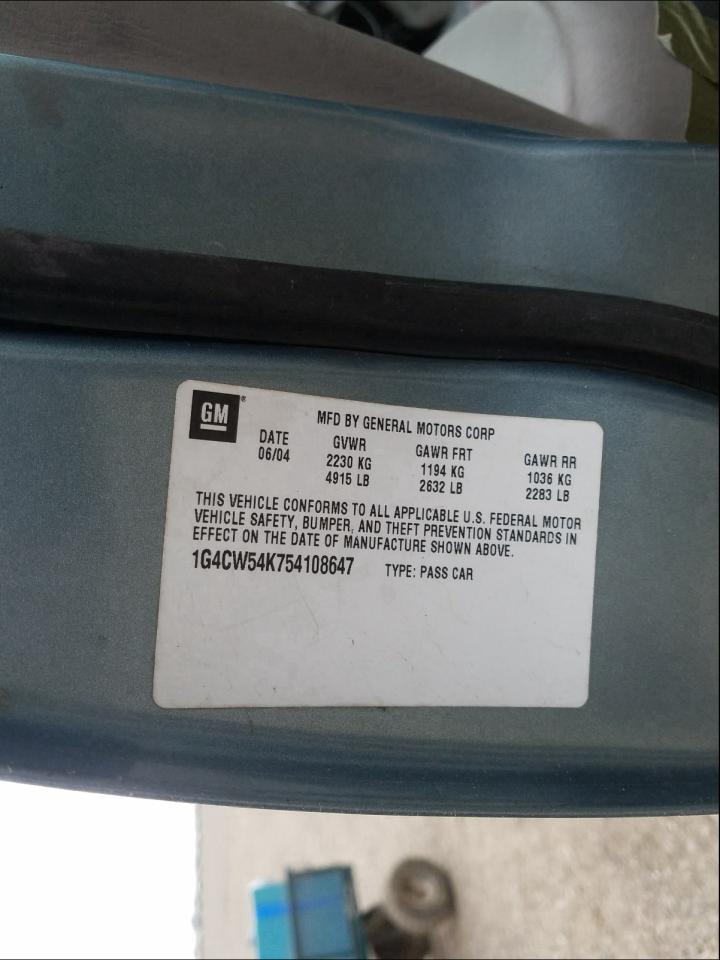 GM®
MFD BY GENERAL MOTORS CORP
DATE GVWR GAWR FRT GAWR RR
06/04 2230 KG 1194 KG 1036 KG
4915 LB 2632 LB 2283 LB
THIS VEHICLE CONFORMS TO ALL APPLICABLE U.S. FEDERAL MOTOR
VEHICLE SAFETY, BUMPER, AND THEFT PREVENTION STANDARDS IN
EFFECT ON THE DATE OF MANUFACTURE SHOWN ABOVE.
1G4CW54K754108647 TYPE: PASS CAR